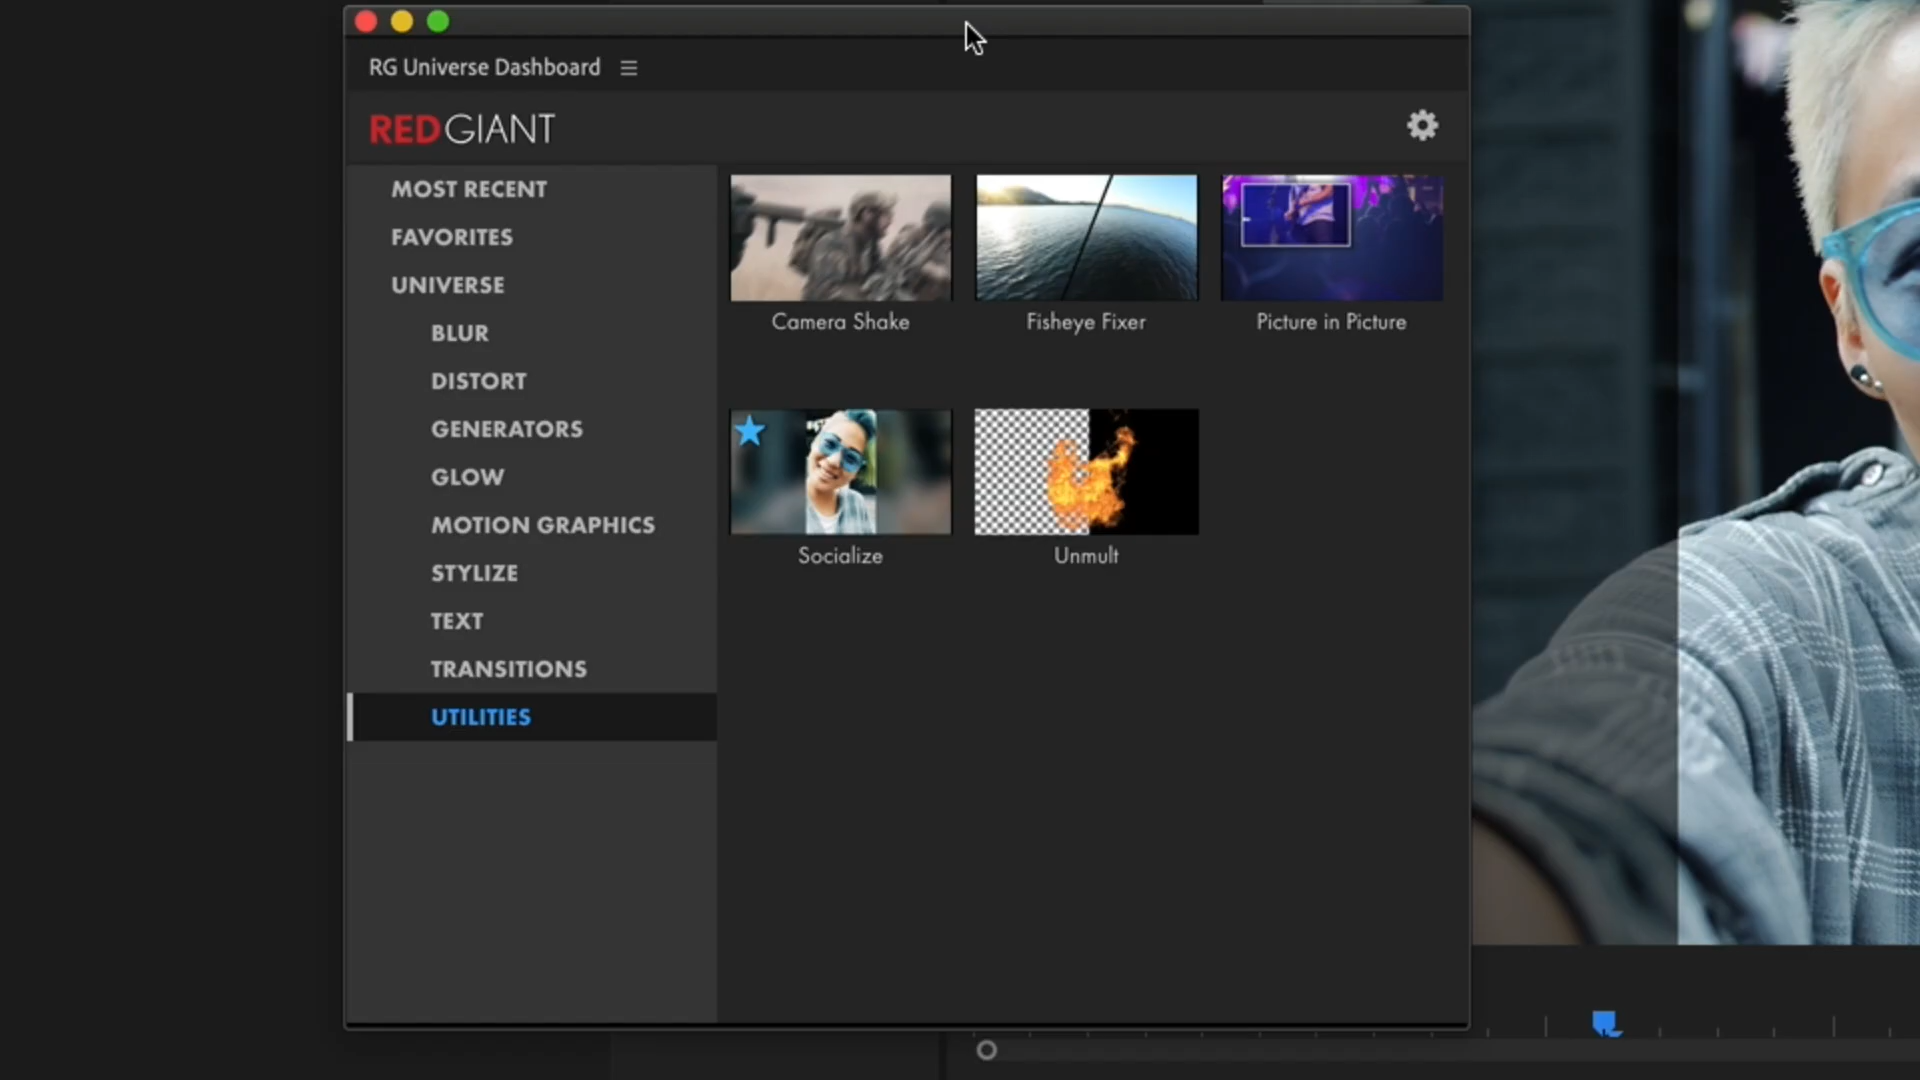 RG Universe Dashboard
REDGIANT
MOST RECENT
FAVORITES
UNIVERSE
BLUR
DISTORT
GENERATORS
GLOW
MOTION GRAPHICS
STYLIZE
TEXT
TRANSITIONS
UTILITIES
Camera Shake
Fisheye Fixer
Picture in Picture
Socialize
Unmult